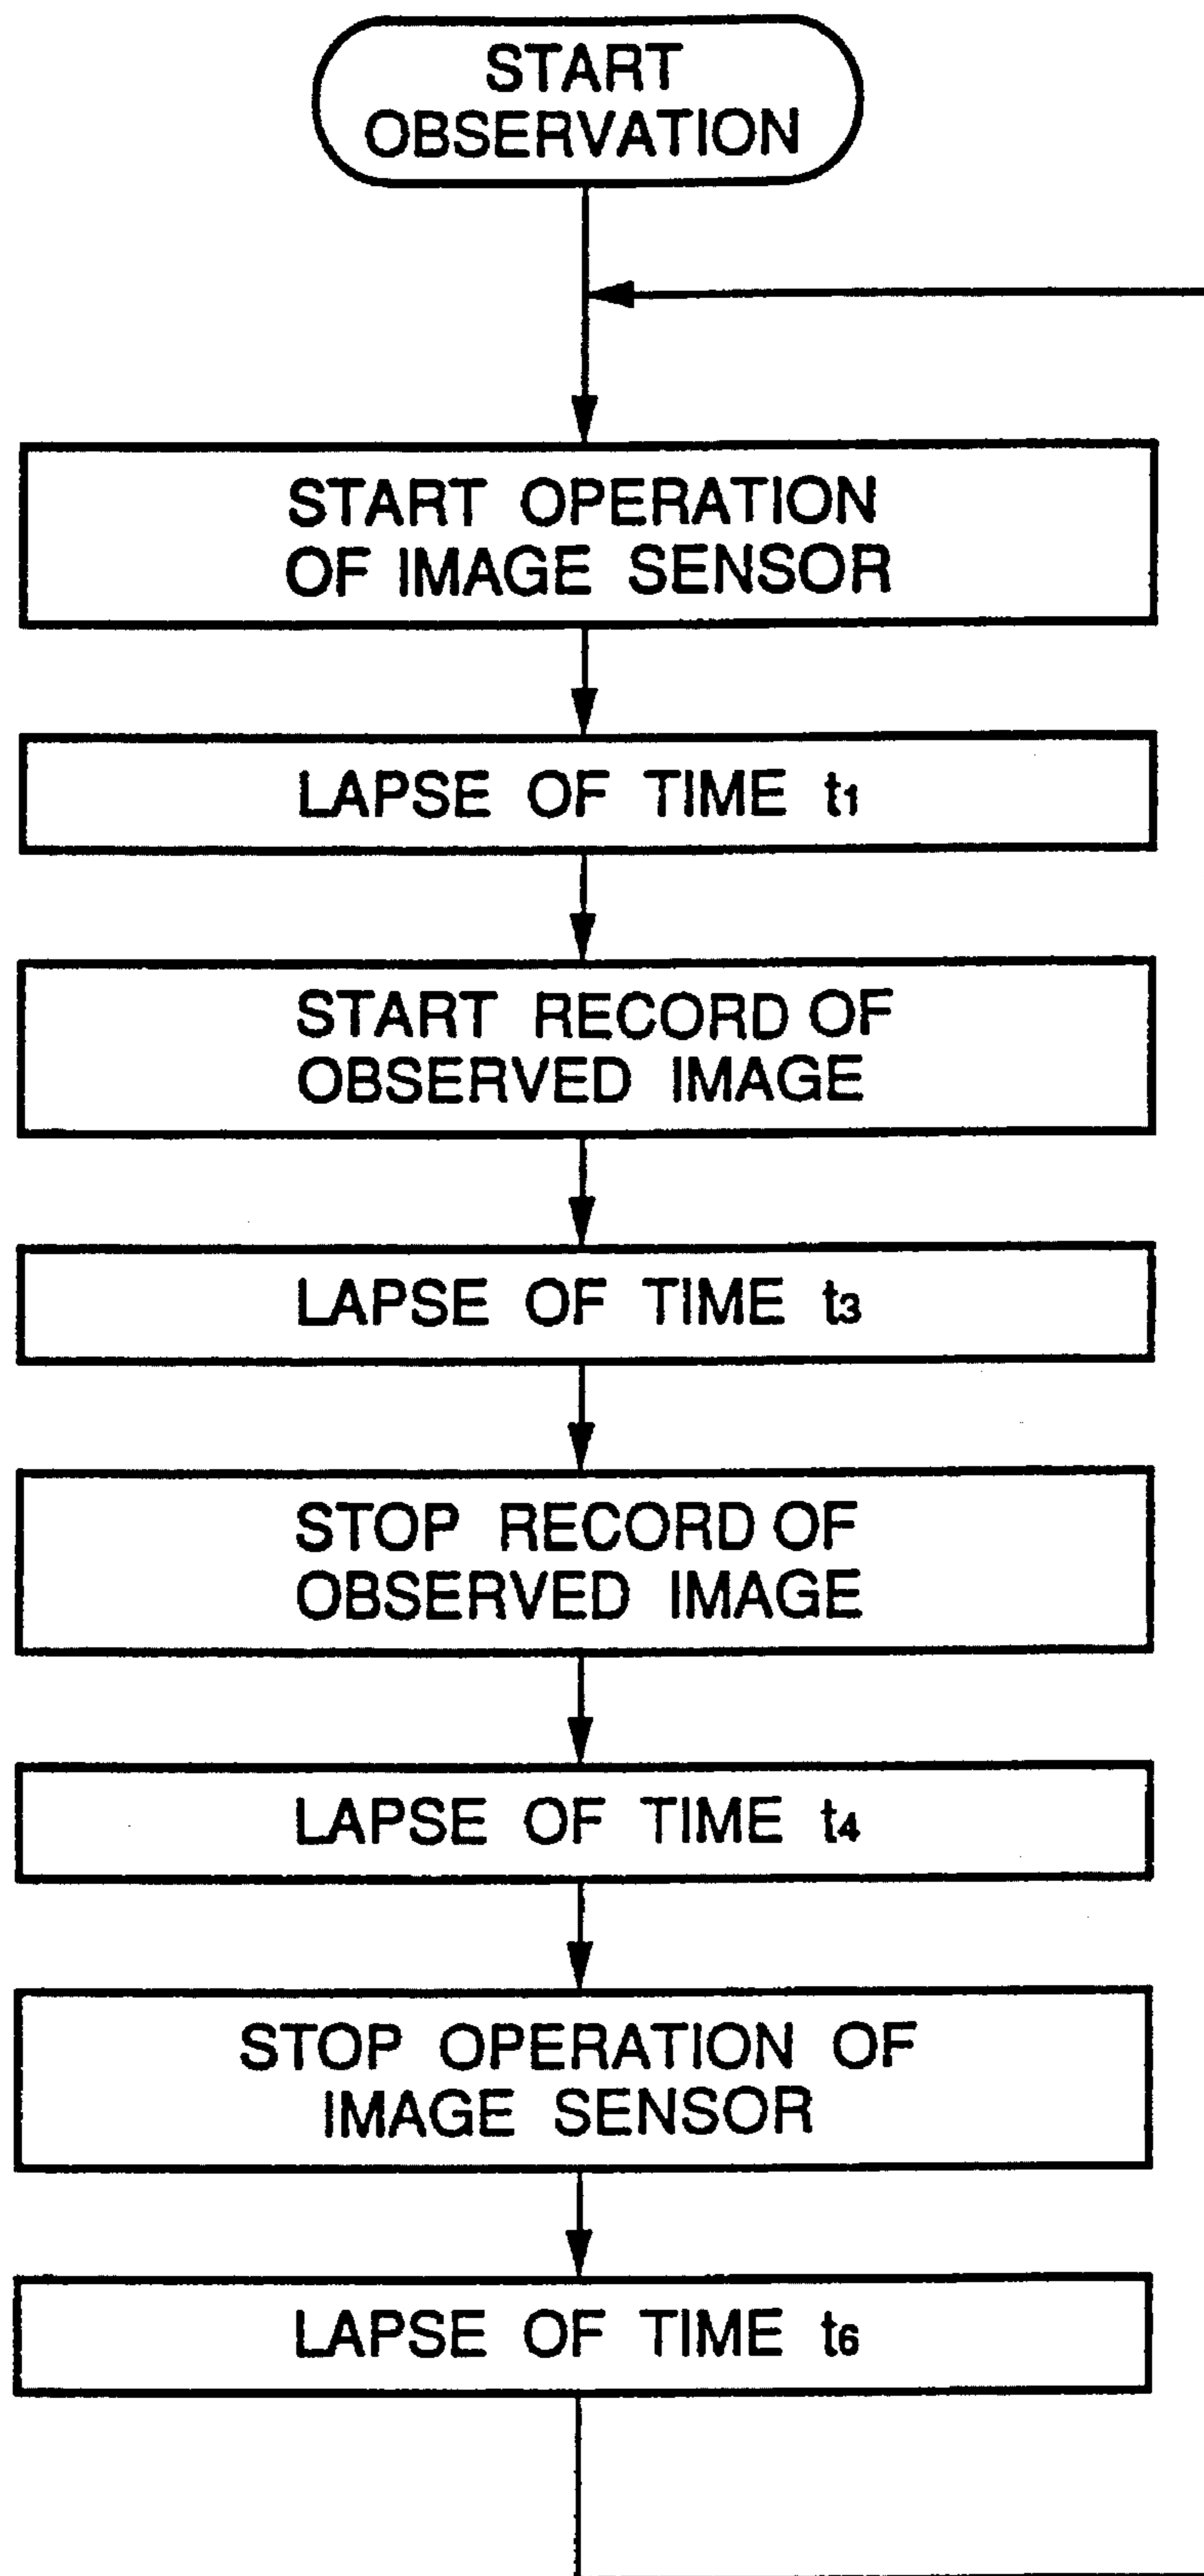 START
OBSERVATION
START OPERATION
OF IMAGE SENSOR
LAPSE OF TIME t₁
START RECORD OF
OBSERVED IMAGE
LAPSE OF TIME t₃
STOP RECORD OF
OBSERVED IMAGE
LAPSE OF TIME t₄
STOP OPERATION OF
IMAGE SENSOR
LAPSE OF TIME t₆